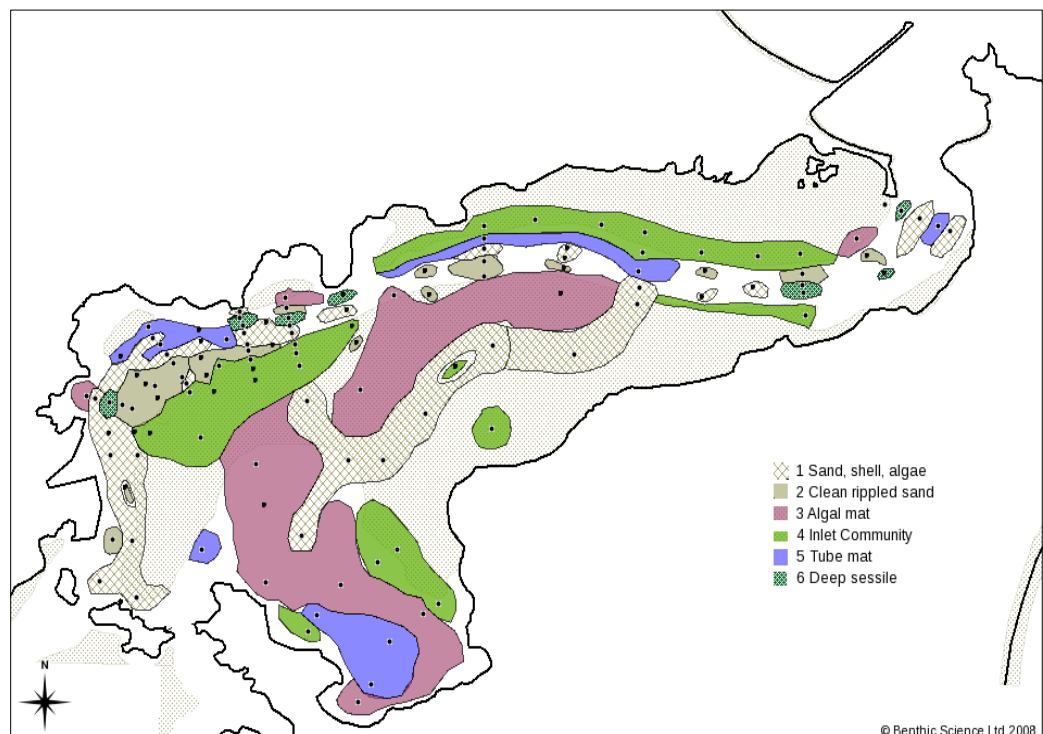 1 Sand, shell, algae
2 Clean rippled sand
3 Algal mat
4 Inlet Community
5 Tube mat
6 Deep sessile
N
© Benthic Science Ltd 2008